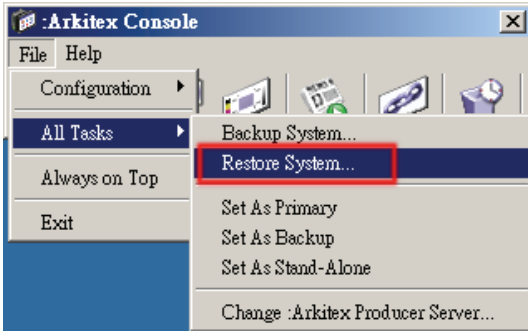 :Arkitex Console
File Help
Configuration
All Tasks
Always on Top
Exit
Backup System...
Restore System...
Set As Primary
Set As Backup
Set As Stand-Alone
Change :Arkitex Producer Server...